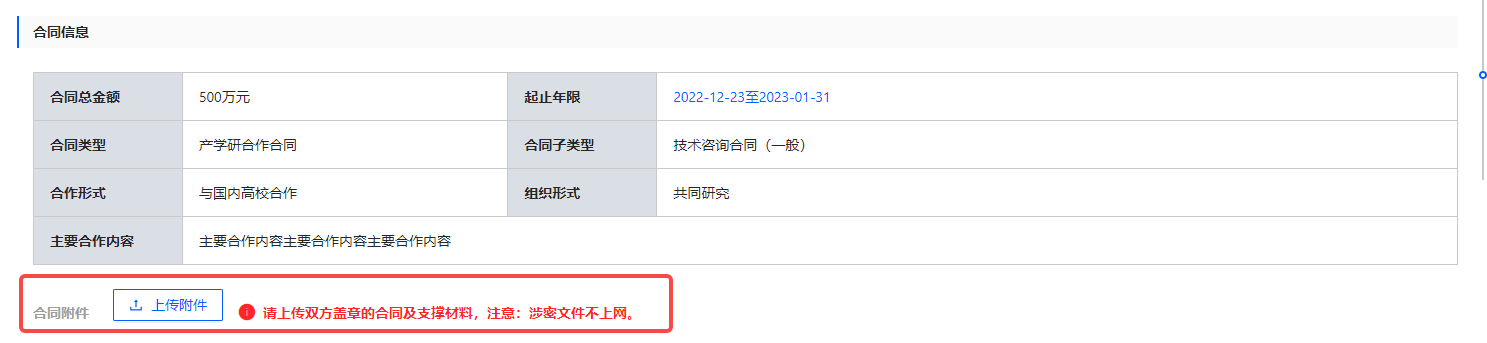 合同信息
合同总金额 500万元 起止年限 2022-12-23至2023-01-31
合同类型 产学研合作合同 合同子类型 技术咨询合同（一般）
合作形式 与国内高校合作 组织形式 共同研究
主要合作内容 主要合作内容主要合作内容主要合作内容
合同附件 上传附件 请上传双方盖章的合同及支撑材料，注意：涉密文件不上网。